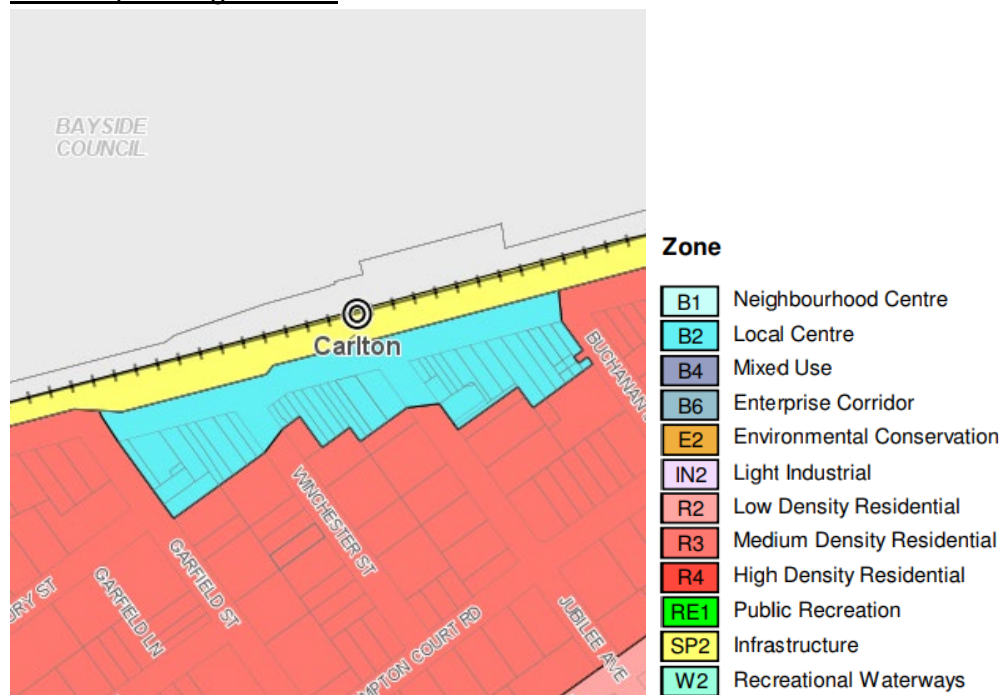 BAYSIDE
COUNCIL
Carlton
BUCHANAN
WINCHESTER ST
GARFIELD ST
GARFIELD LN
JUBILEE AVE
COURT RD
Zone
B1 Neighbourhood Centre
B2 Local Centre
B4 Mixed Use
B6 Enterprise Corridor
E2 Environmental Conservation
IN2 Light Industrial
R2 Low Density Residential
R3 Medium Density Residential
R4 High Density Residential
RE1 Public Recreation
SP2 Infrastructure
W2 Recreational Waterways